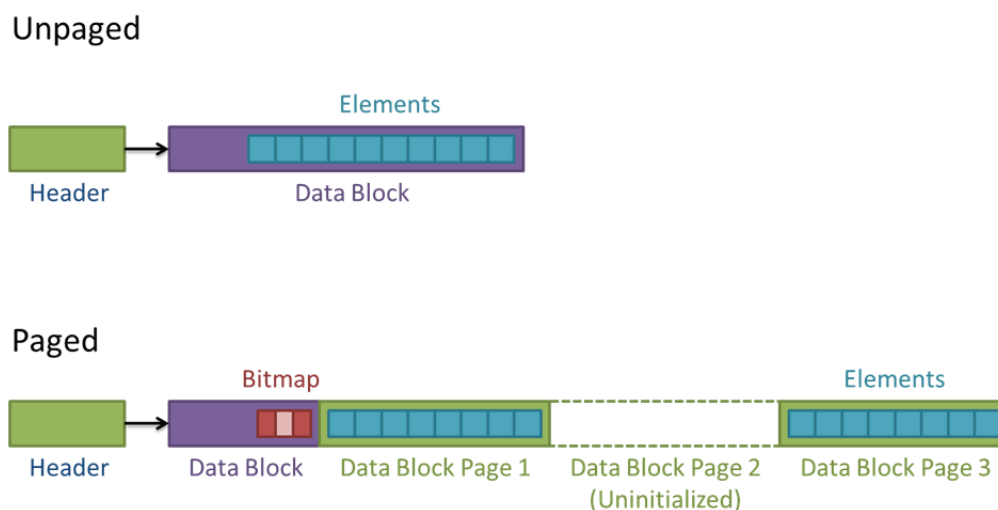 Unpaged
Elements
Header
Data Block
Paged
Bitmap
Elements
Header
Data Block
Data Block Page 1
Data Block Page 2
(Uninitialized)
Data Block Page 3